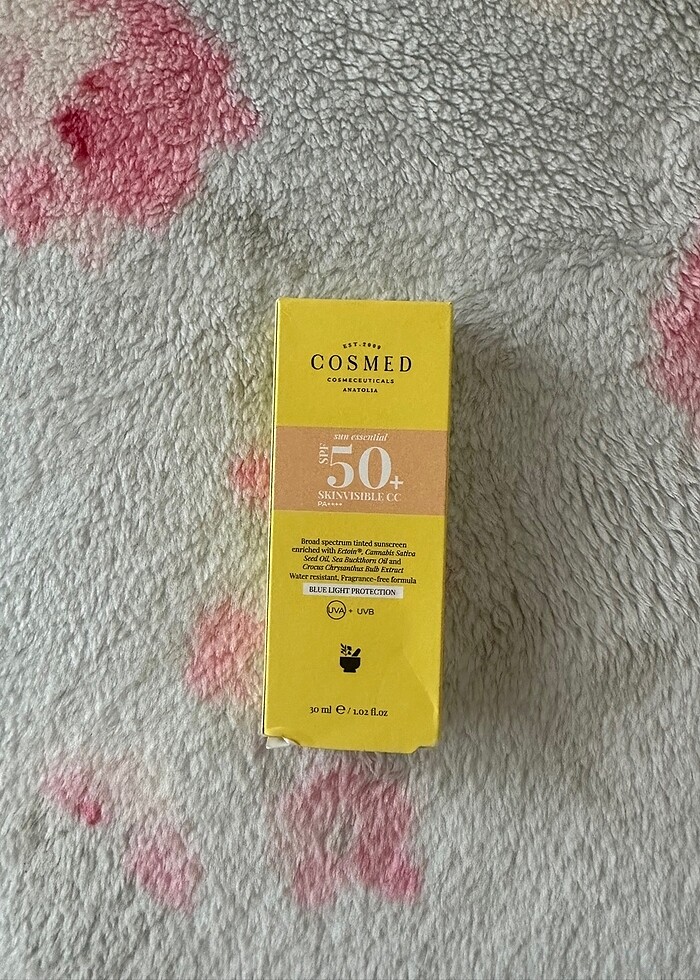 EST.2009
COSMED
COSMECEUTICALS
ANATOLIA
sun essential
SPF 50+
SKINVISIBLE CC
PA++++
Broad spectrum tinted sunscreen
enriched with Ectoin®, Cannabis Sativa
Seed Oil, Sea Buckthorn Oil and
Crocus Chrysanthus Bulb Extract
Water resistant, Fragrance-free formula
BLUE LIGHT PROTECTION
UVA + UVB
30 ml ℮ / 1.02 fl.oz